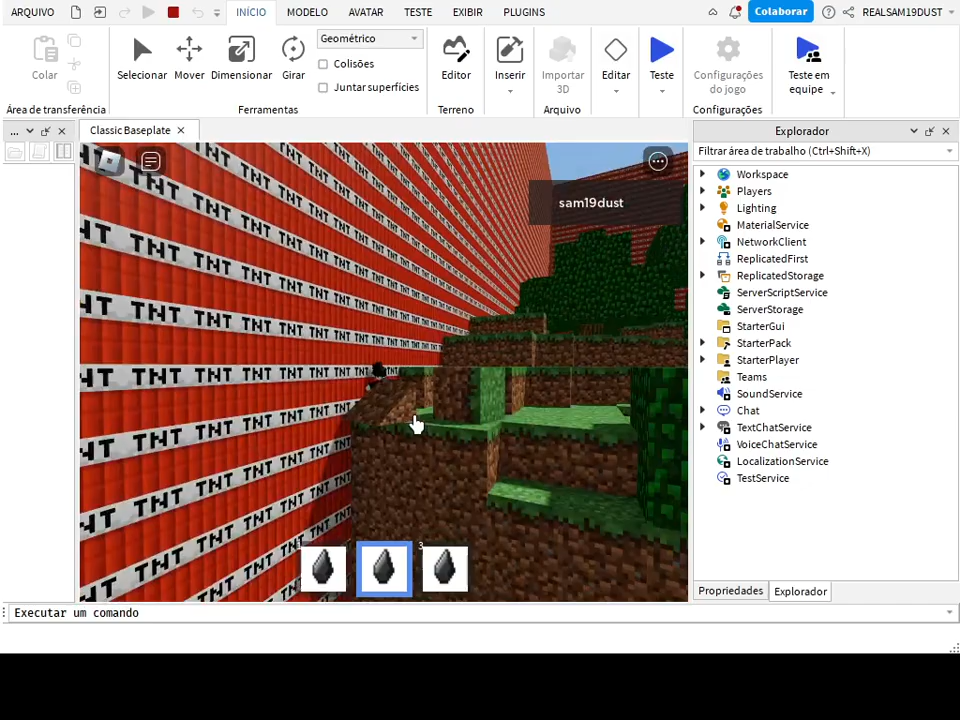 ARQUIVO INÍCIO MODELO AVATAR TESTE EXIBIR PLUGINS Colaborar REALSAM19DUST
Colar Selecionar Mover Dimensionar Girar Geométrico Editor Inserir Importar 3D Editar Teste Configurações do jogo Teste em equipe
Colisões
Juntar superfícies
Área de transferência Ferramentas Terreno Arquivo Configurações
... Classic Baseplate Explorador
Filtrar área de trabalho (Ctrl+Shift+X)
sam19dust
TNT TNT TNT TNT TNT
3
Workspace
Players
Lighting
MaterialService
NetworkClient
ReplicatedFirst
ReplicatedStorage
ServerScriptService
ServerStorage
StarterGui
StarterPack
StarterPlayer
Teams
SoundService
Chat
TextChatService
VoiceChatService
LocalizationService
TestService
Propriedades Explorador
Executar um comando